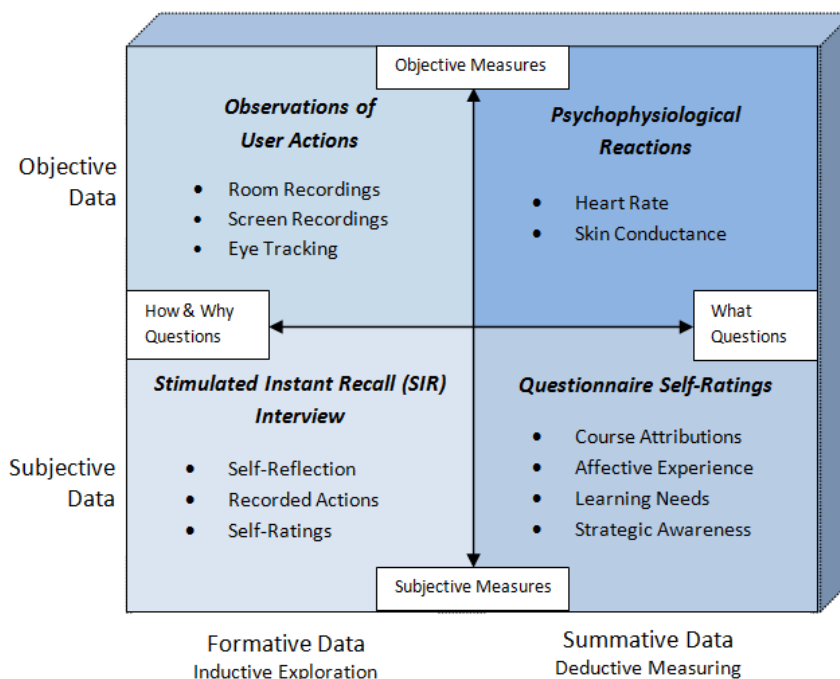 Objective Measures
Observations of
User Actions
• Room Recordings
• Screen Recordings
• Eye Tracking
Psychophysiological
Reactions
• Heart Rate
• Skin Conductance
Objective
Data
How & Why
Questions
What
Questions
Stimulated Instant Recall (SIR)
Interview
• Self-Reflection
• Recorded Actions
• Self-Ratings
Questionnaire Self-Ratings
• Course Attributions
• Affective Experience
• Learning Needs
• Strategic Awareness
Subjective
Data
Subjective Measures
Formative Data
Inductive Exploration
Summative Data
Deductive Measuring